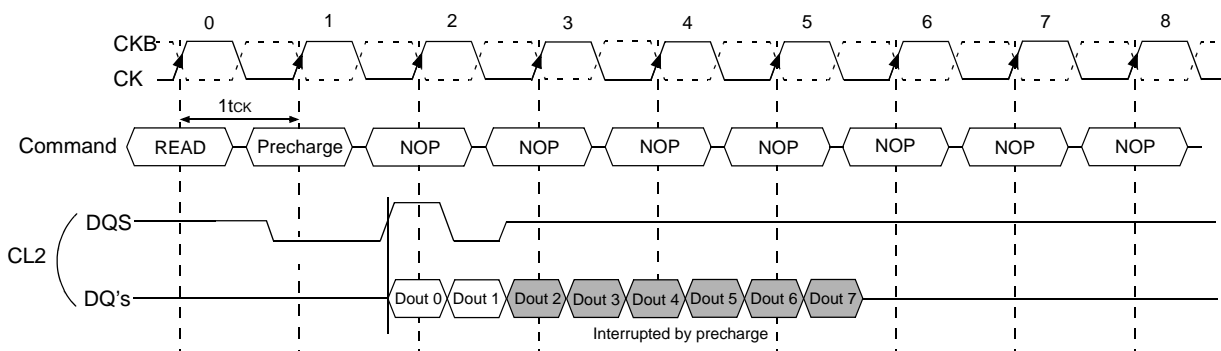 0 1 2 3 4 5 6 7 8
CKB
CK
1tCK
Command READ Precharge NOP NOP NOP NOP NOP NOP NOP
DQS
CL2
DQ's Dout 0 Dout 1 Dout 2 Dout 3 Dout 4 Dout 5 Dout 6 Dout 7
Interrupted by precharge